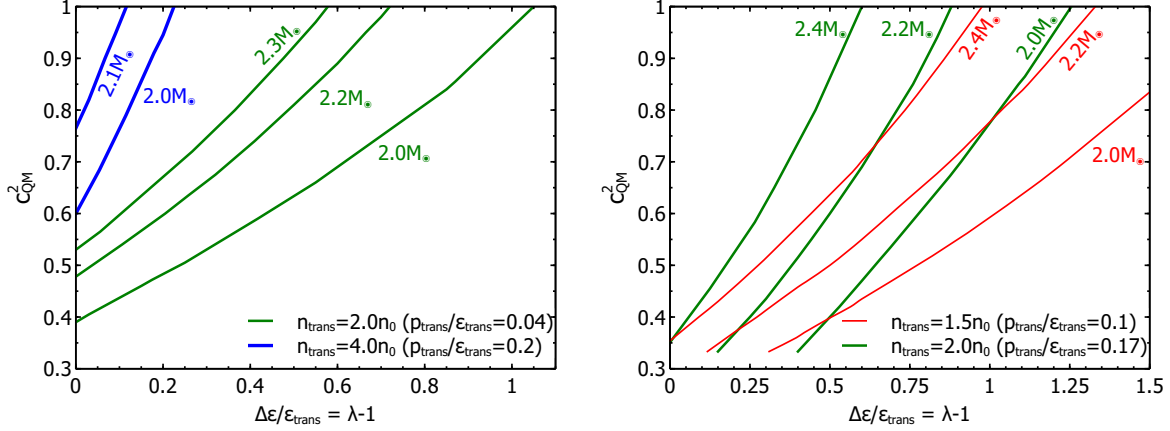 1
0.9
0.8
0.7
0.6
0.5
0.4
0.3
c²QM
0
0.2
0.4
0.6
0.8
1
Δε/εtrans = λ-1
2.1M☉
2.0M☉
2.3M☉
2.2M☉
2.0M☉
ntrans=2.0n0 (ptrans/εtrans=0.04)
ntrans=4.0n0 (ptrans/εtrans=0.2)
1
0.9
0.8
0.7
0.6
0.5
0.4
0.3
c²QM
0
0.25
0.5
0.75
1
1.25
1.5
Δε/εtrans = λ-1
2.4M☉
2.2M☉
2.4M☉
2.0M☉
2.2M☉
2.0M☉
ntrans=1.5n0 (ptrans/εtrans=0.1)
ntrans=2.0n0 (ptrans/εtrans=0.17)